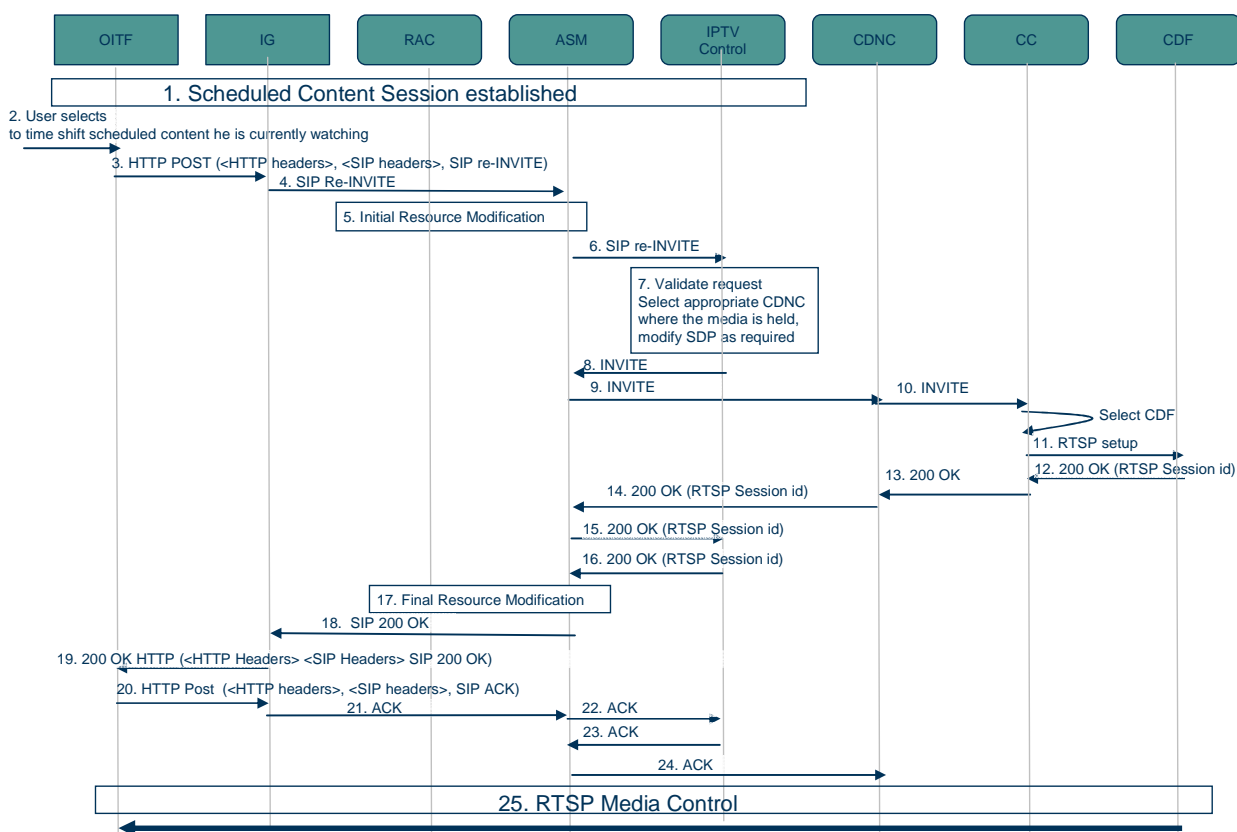 OITF
IG
RAC
ASM
IPTV
Control
CDNC
CC
CDF
1. Scheduled Content Session established
2. User selects
to time shift scheduled content he is currently watching
3. HTTP POST (<HTTP headers>, <SIP headers>, SIP re-INVITE)
4. SIP Re-INVITE
5. Initial Resource Modification
6. SIP re-INVITE
7. Validate request
Select appropriate CDNC
where the media is held,
modify SDP as required
8. INVITE
9. INVITE
10. INVITE
Select CDF
11. RTSP setup
12. 200 OK (RTSP Session id)
13. 200 OK
14. 200 OK (RTSP Session id)
15. 200 OK (RTSP Session id)
16. 200 OK (RTSP Session id)
17. Final Resource Modification
18. SIP 200 OK
19. 200 OK HTTP (<HTTP Headers> <SIP Headers> SIP 200 OK)
20. HTTP Post (<HTTP headers>, <SIP headers>, SIP ACK)
21. ACK
22. ACK
23. ACK
24. ACK
25. RTSP Media Control